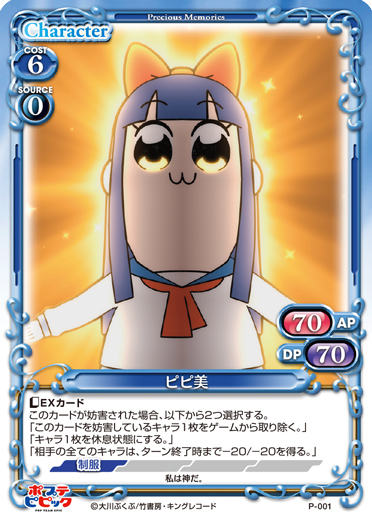 Precious Memories
Character
COST
6
SOURCE
0
70 AP
DP 70
ピピ美
EXカード
このカードが妨害された場合、以下から2つ選択する。
「このカードを妨害しているキャラ1枚をゲームから取り除く。」
「キャラ1枚を休息状態にする。」
「相手の全てのキャラは、ターン終了時まで−20/−20を得る。」
制服
私は神だ。
ポプテピピック
POP TEAM EPIC
©大川ぶくぶ/竹書房・キングレコード
P-001